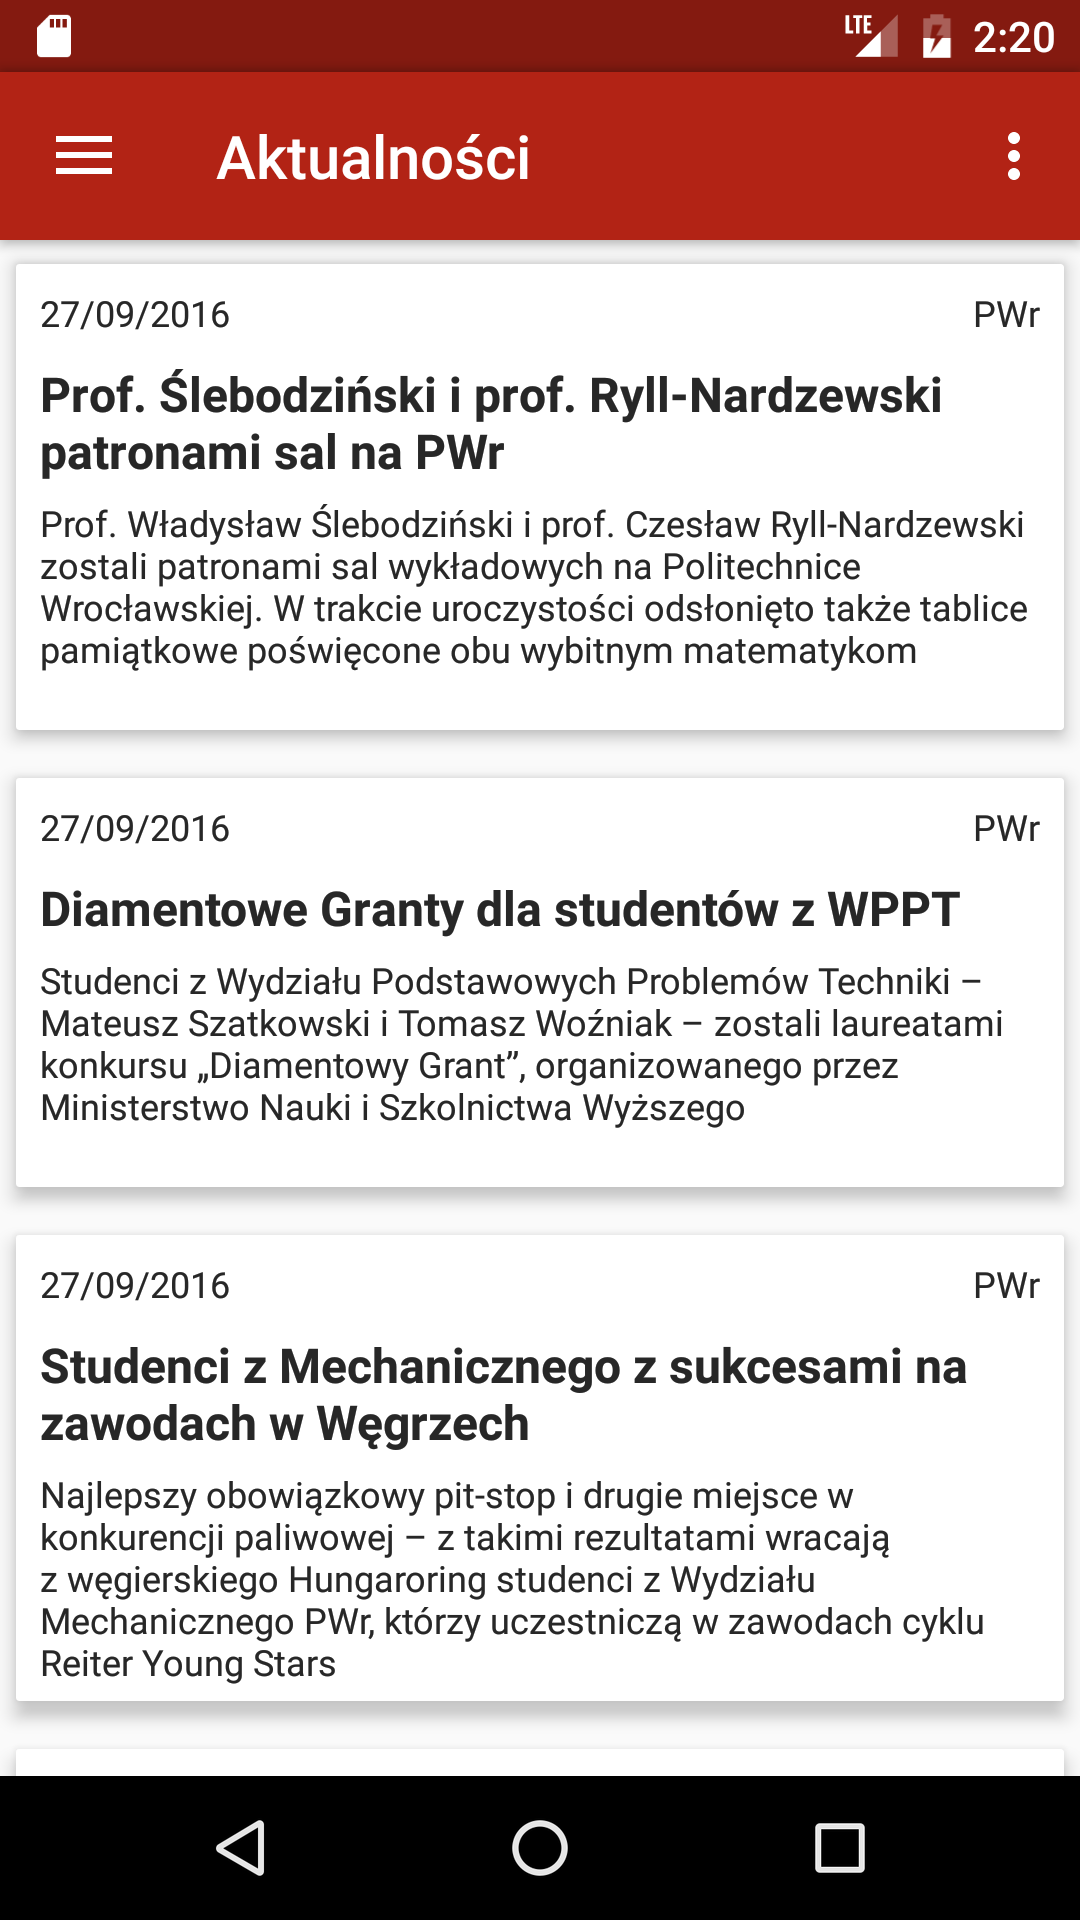 LTE 2:20
Aktualności
27/09/2016 PWr
Prof. Ślebodziński i prof. Ryll-Nardzewski
patronami sal na PWr
Prof. Władysław Ślebodziński i prof. Czesław Ryll-Nardzewski
zostali patronami sal wykładowych na Politechnice
Wrocławskiej. W trakcie uroczystości odsłonięto także tablice
pamiątkowe poświęcone obu wybitnym matematykom
27/09/2016 PWr
Diamentowe Granty dla studentów z WPPT
Studenci z Wydziału Podstawowych Problemów Techniki –
Mateusz Szatkowski i Tomasz Woźniak – zostali laureatami
konkursu „Diamentowy Grant”, organizowanego przez
Ministerstwo Nauki i Szkolnictwa Wyższego
27/09/2016 PWr
Studenci z Mechanicznego z sukcesami na
zawodach w Węgrzech
Najlepszy obowiązkowy pit-stop i drugie miejsce w
konkurencji paliwowej – z takimi rezultatami wracają
z węgierskiego Hungaroring studenci z Wydziału
Mechanicznego PWr, którzy uczestniczą w zawodach cyklu
Reiter Young Stars